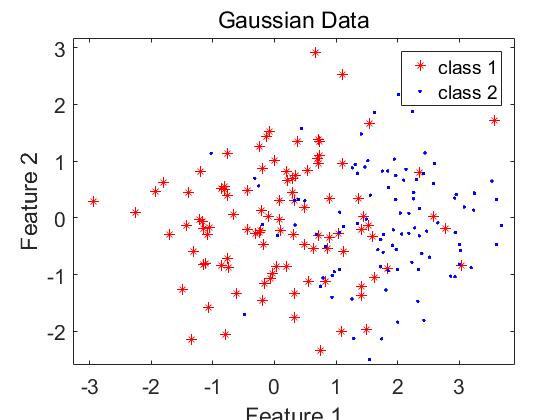 Gaussian Data
class 1
class 2
Feature 2
3
2
1
0
-1
-2
-3
-2
-1
0
1
2
3
Feature 1